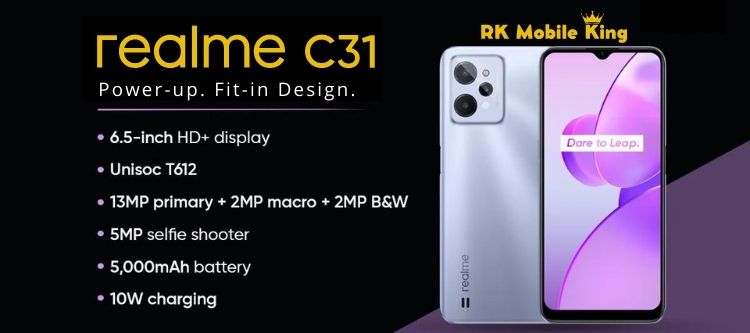 realme C31
RK Mobile King
Power-up. Fit-in Design.
• 6.5-inch HD+ display
• Unisoc T612
• 13MP primary + 2MP macro + 2MP B&W
• 5MP selfie shooter
• 5,000mAh battery
• 10W charging
Dare to Leap.
realme